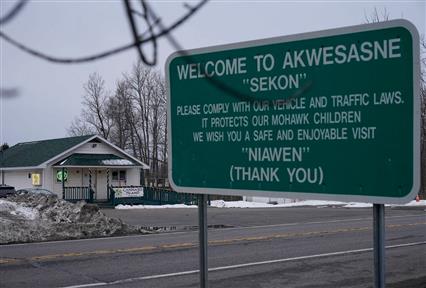 WELCOME TO AKWESASNE
"SEKON"
PLEASE COMPLY WITH OUR VEHICLE AND TRAFFIC LAWS.
IT PROTECTS OUR MOHAWK CHILDREN
WE WISH YOU A SAFE AND ENJOYABLE VISIT
"NIAWEN"
(THANK YOU)